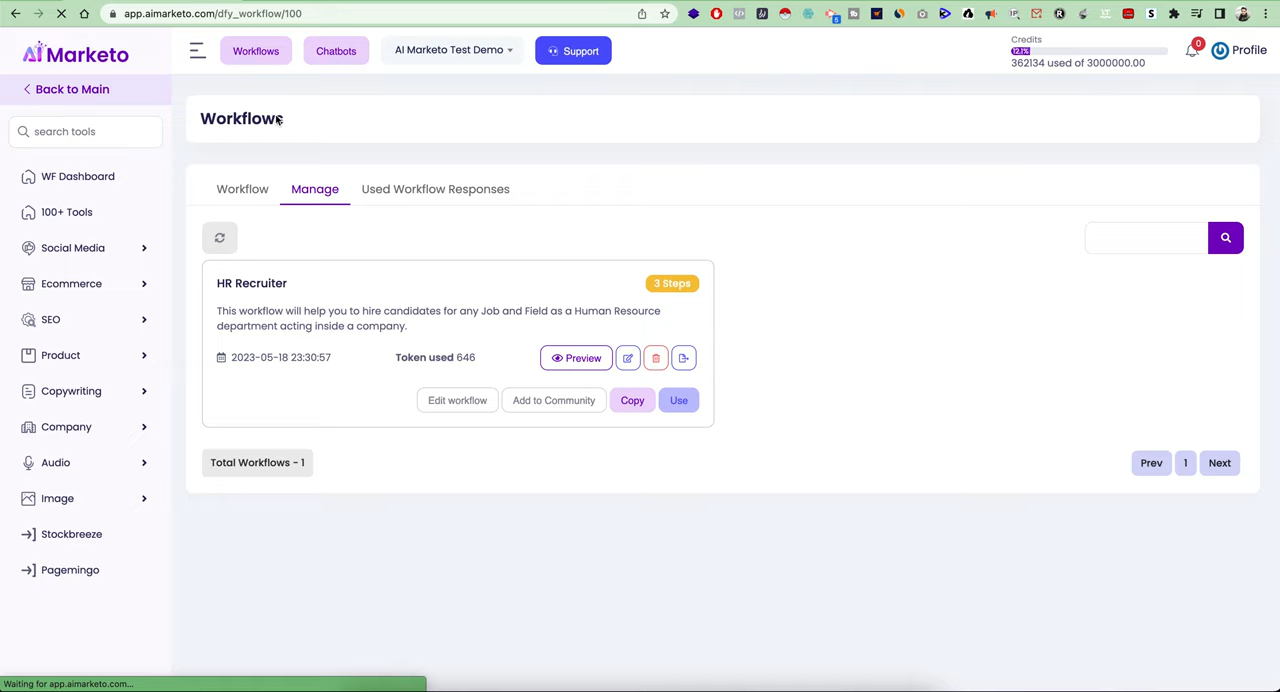 app.aimarketo.com/dfy_workflow/100
Ai Marketo
Workflows
Chatbots
AI Marketo Test Demo
Support
Credits
12.1%
362134 used of 3000000.00
0
Profile
Back to Main
search tools
WF Dashboard
100+ Tools
Social Media
Ecommerce
SEO
Product
Copywriting
Company
Audio
Image
Stockbreeze
Pagemingo
Workflows
Workflow
Manage
Used Workflow Responses
HR Recruiter
3 Steps
This workflow will help you to hire candidates for any Job and Field as a Human Resource
department acting inside a company.
2023-05-18 23:30:57
Token used 646
Preview
Edit workflow
Add to Community
Copy
Use
Total Workflows - 1
Prev
1
Next
Waiting for app.aimarketo.com...